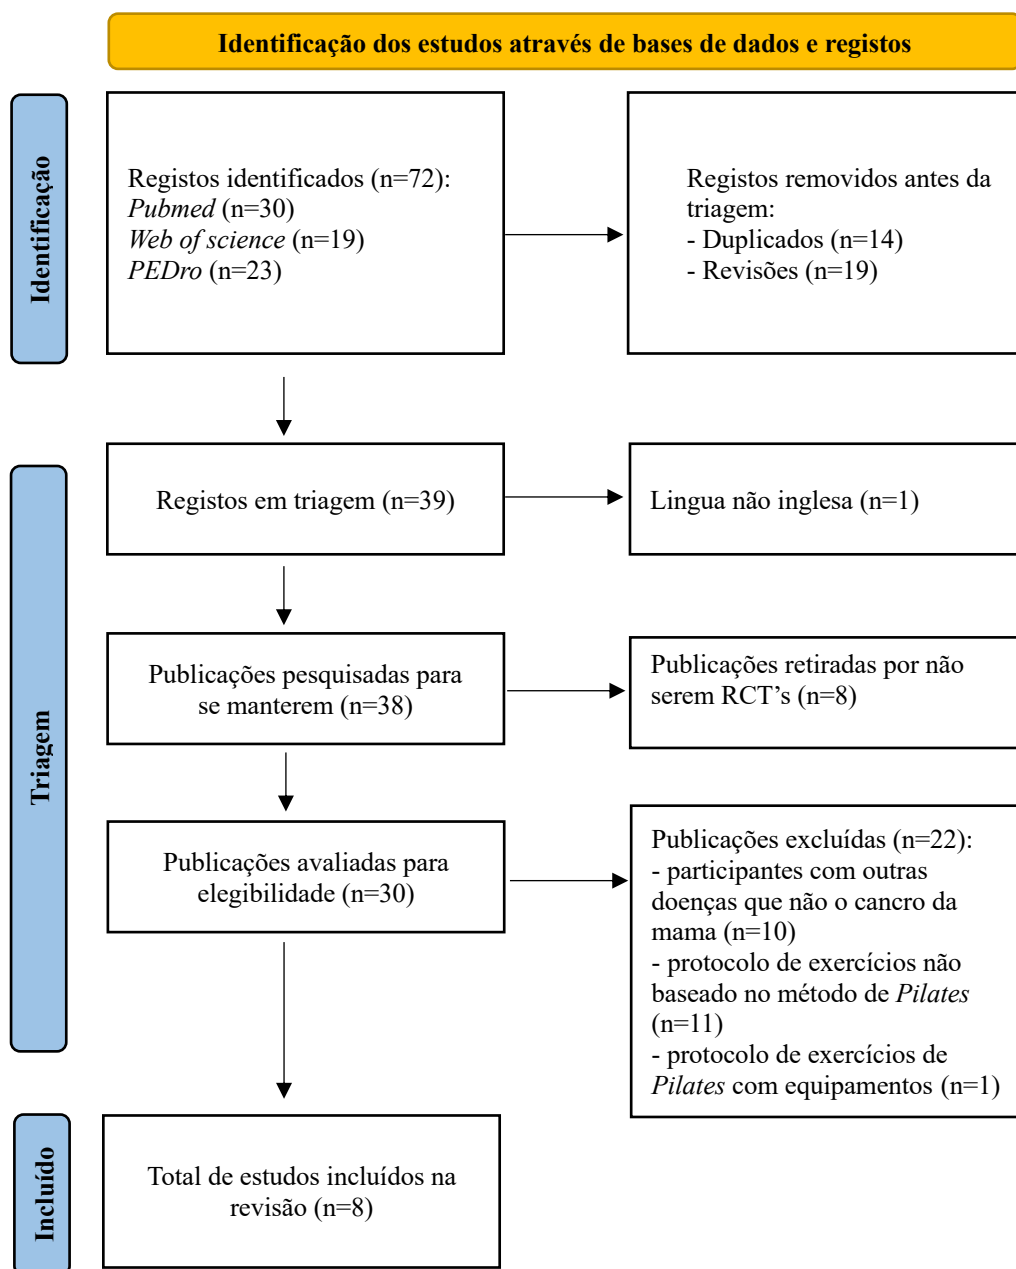 Identificação dos estudos através de bases de dados e registos
Identificação
Registos identificados (n=72):
Pubmed (n=30)
Web of science (n=19)
PEDro (n=23)
Registos removidos antes da
triagem:
- Duplicados (n=14)
- Revisões (n=19)
Triagem
Registos em triagem (n=39)
Lingua não inglesa (n=1)
Publicações pesquisadas para
se manterem (n=38)
Publicações retiradas por não
serem RCT’s (n=8)
Publicações avaliadas para
elegibilidade (n=30)
Publicações excluídas (n=22):
- participantes com outras
doenças que não o cancro da
mama (n=10)
- protocolo de exercícios não
baseado no método de Pilates
(n=11)
- protocolo de exercícios de
Pilates com equipamentos (n=1)
Incluído
Total de estudos incluídos na
revisão (n=8)